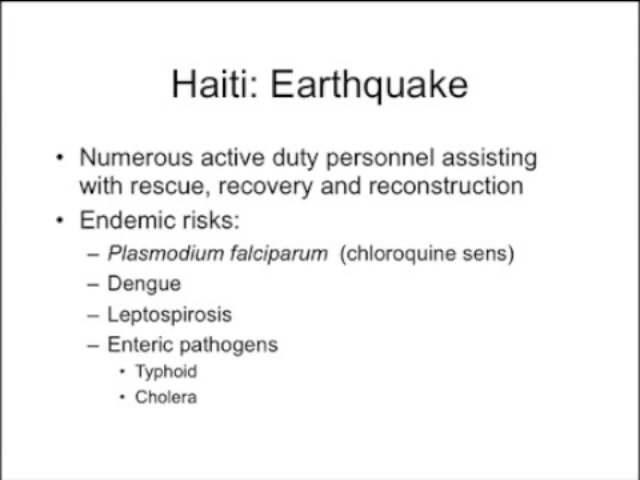 Haiti: Earthquake
• Numerous active duty personnel assisting
with rescue, recovery and reconstruction
• Endemic risks:
– Plasmodium falciparum (chloroquine sens)
– Dengue
– Leptospirosis
– Enteric pathogens
• Typhoid
• Cholera